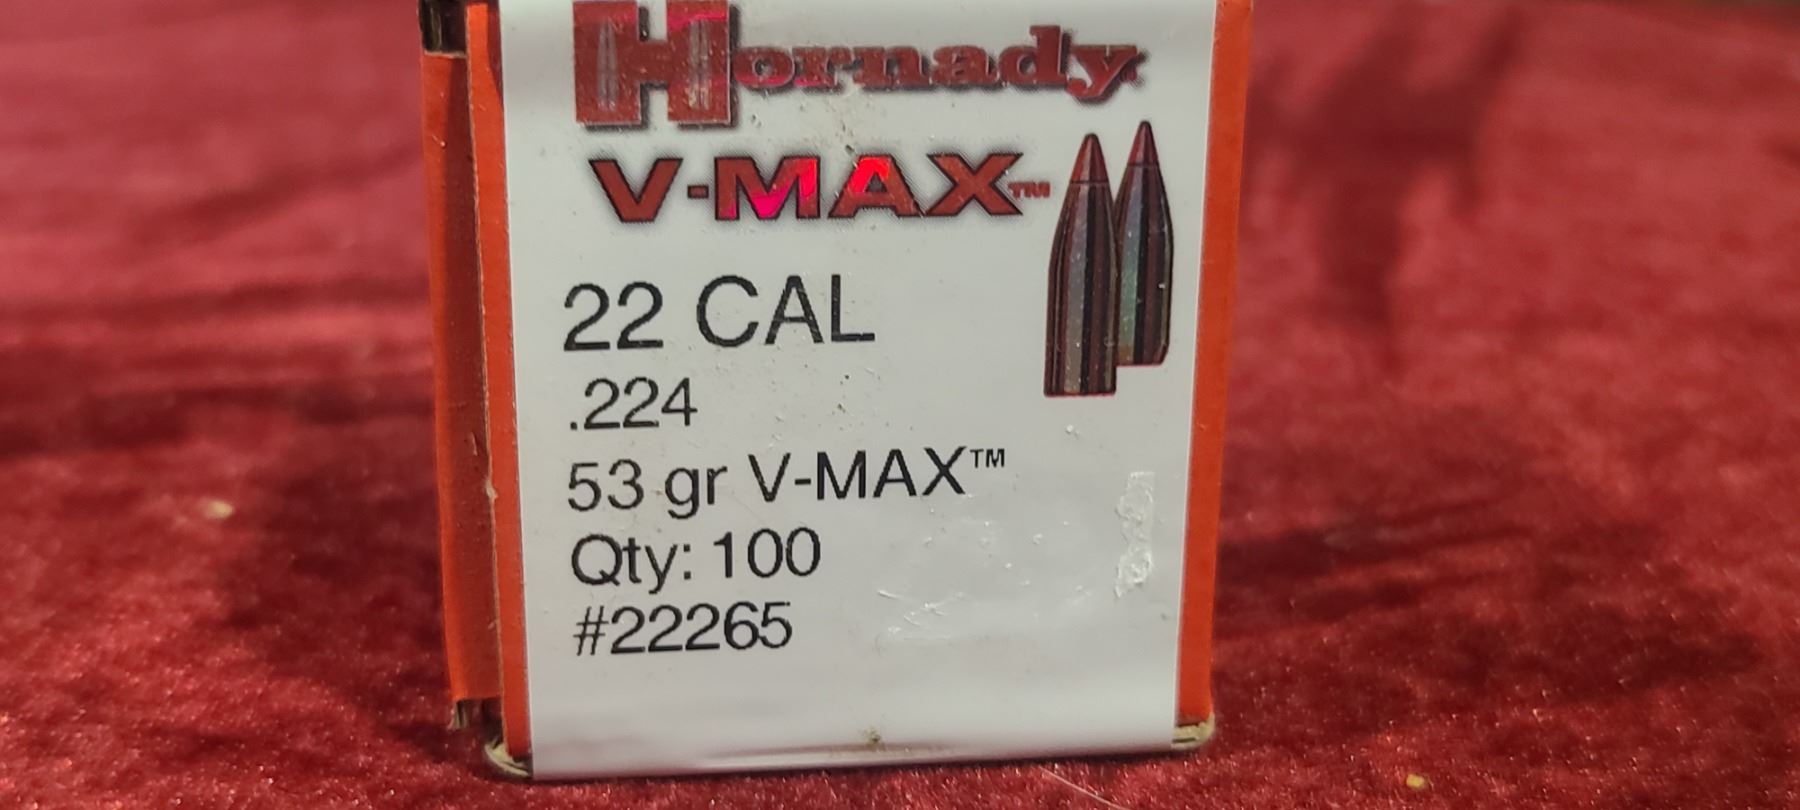 Hornady
V-MAX™
22 CAL
.224
53 gr V-MAX™
Qty: 100
#22265